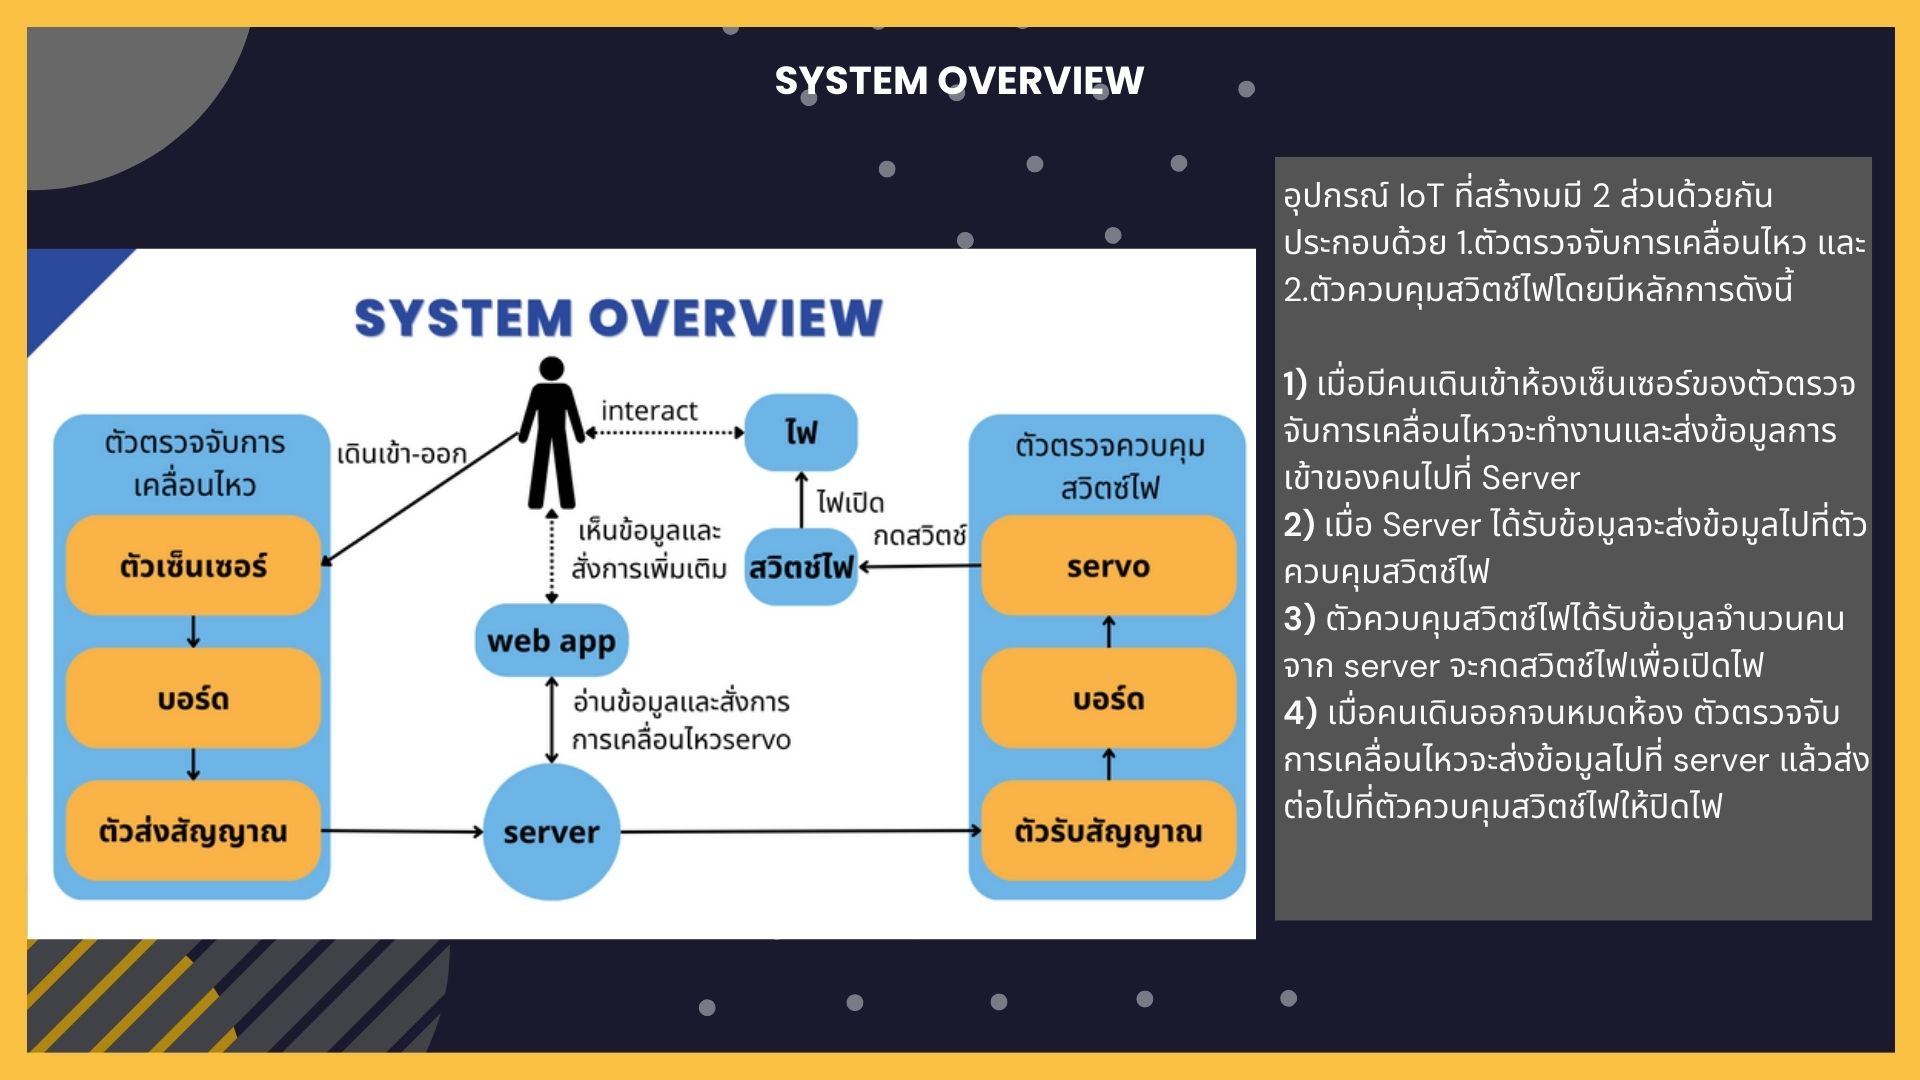 SYSTEM OVERVIEW
SYSTEM OVERVIEW
ตัวตรวจจับการ
เคลื่อนไหว
ตัวเซ็นเซอร์
บอร์ด
ตัวส่งสัญญาณ
เดินเข้า-ออก
interact
ไฟ
ไฟเปิด
สวิตช์ไฟ
กดสวิตช์
เห็นข้อมูลและ
สั่งการเพิ่มเติม
web app
อ่านข้อมูลและสั่งการ
การเคลื่อนไหวservo
server
ตัวตรวจควบคุม
สวิตซ์ไฟ
servo
บอร์ด
ตัวรับสัญญาณ
อุปกรณ์ IoT ที่สร้างมมี 2 ส่วนด้วยกัน
ประกอบด้วย 1.ตัวตรวจจับการเคลื่อนไหว และ
2.ตัวควบคุมสวิตช์ไฟโดยมีหลักการดังนี้
1) เมื่อมีคนเดินเข้าห้องเซ็นเซอร์ของตัวตรวจ
จับการเคลื่อนไหวจะทำงานและส่งข้อมูลการ
เข้าของคนไปที่ Server
2) เมื่อ Server ได้รับข้อมูลจะส่งข้อมูลไปที่ตัว
ควบคุมสวิตช์ไฟ
3) ตัวควบคุมสวิตช์ไฟได้รับข้อมูลจำนวนคน
จาก server จะกดสวิตช์ไฟเพื่อเปิดไฟ
4) เมื่อคนเดินออกจนหมดห้อง ตัวตรวจจับ
การเคลื่อนไหวจะส่งข้อมูลไปที่ server แล้วส่ง
ต่อไปที่ตัวควบคุมสวิตช์ไฟให้ปิดไฟ